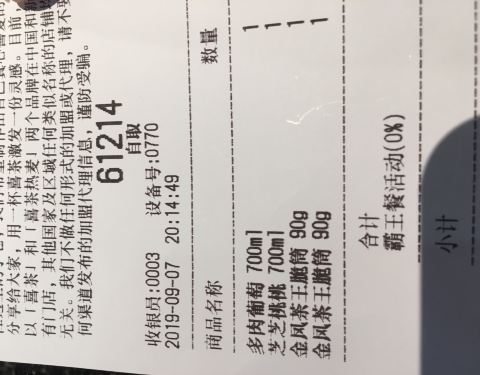 分享给大家，用一杯喜茶激发一份灵感。目前，
以「喜茶」和「喜茶热麦」两个品牌在中国和
有门店，其他国家及区域任何类似名称的店铺
无关。我们不做任何形式的加盟或代理，请不要
何渠道发布的加盟代理信息，谨防受骗。
61214
自取
收银员:0003 设备号:0770
2019-09-07 20:14:49
商品名称 数量
多肉葡萄 700ml 1
芝芝桃桃 700ml 1
金凤茶王脆筒 90g 1
金凤茶王脆筒 90g 1
合计
霸王餐活动(0%)
小计